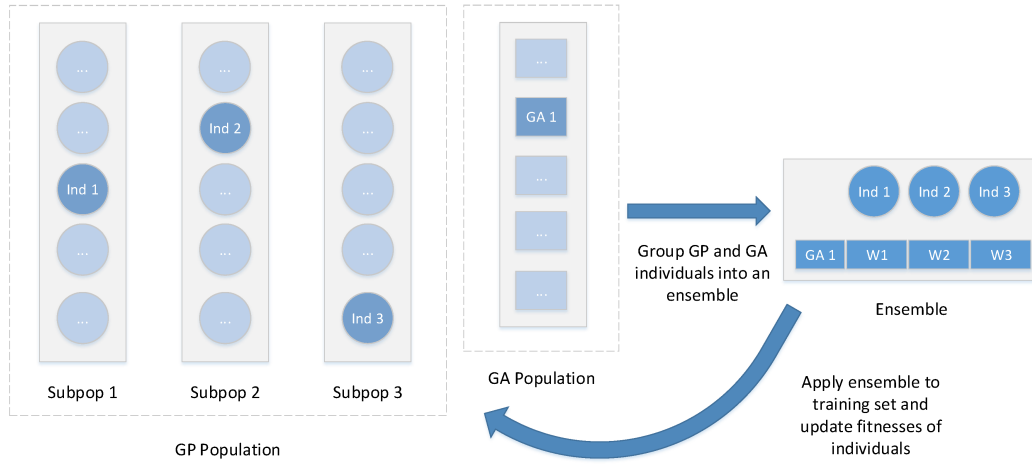 ...
...
Ind 1
...
...
Subpop 1
...
Ind 2
...
...
...
Subpop 2
...
...
...
...
Ind 3
Subpop 3
GP Population
...
GA 1
...
...
...
GA Population
Group GP and GA
individuals into an
ensemble
Ind 1 Ind 2 Ind 3
GA 1 W1 W2 W3
Ensemble
Apply ensemble to
training set and
update fitnesses of
individuals